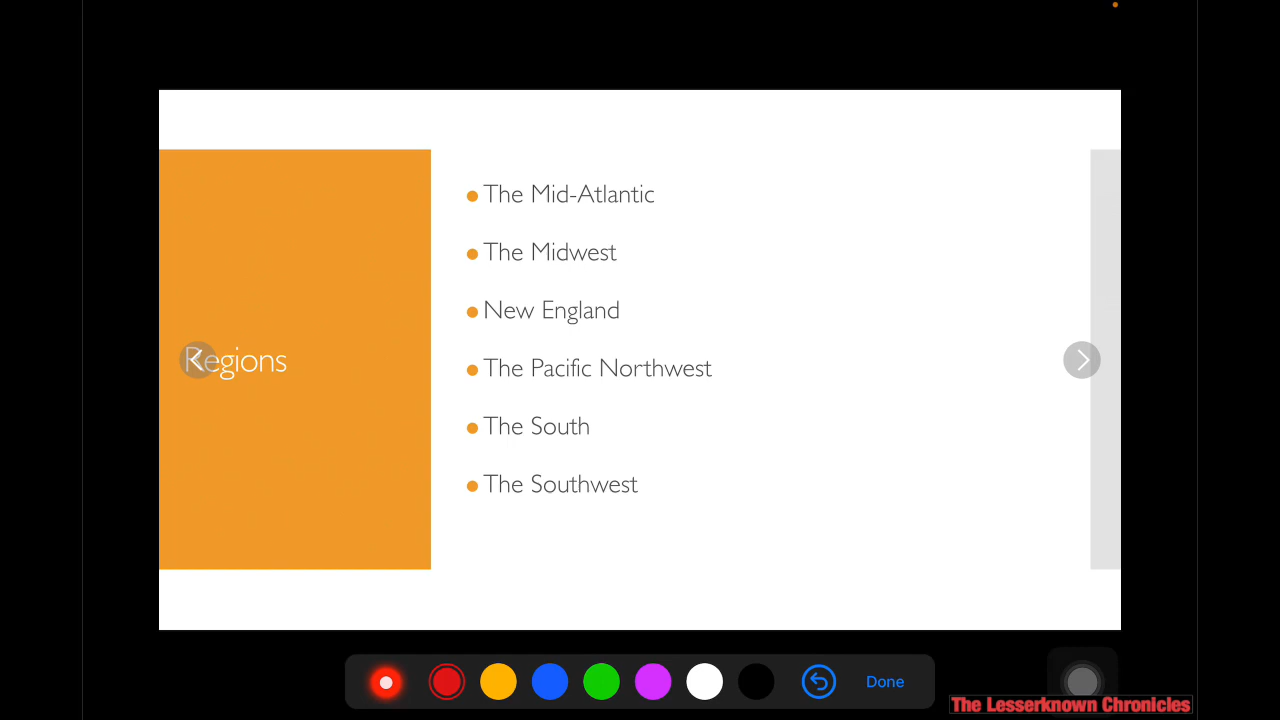 Regions
The Mid-Atlantic
The Midwest
New England
The Pacific Northwest
The South
The Southwest
Done
The Lesserknown Chronicles